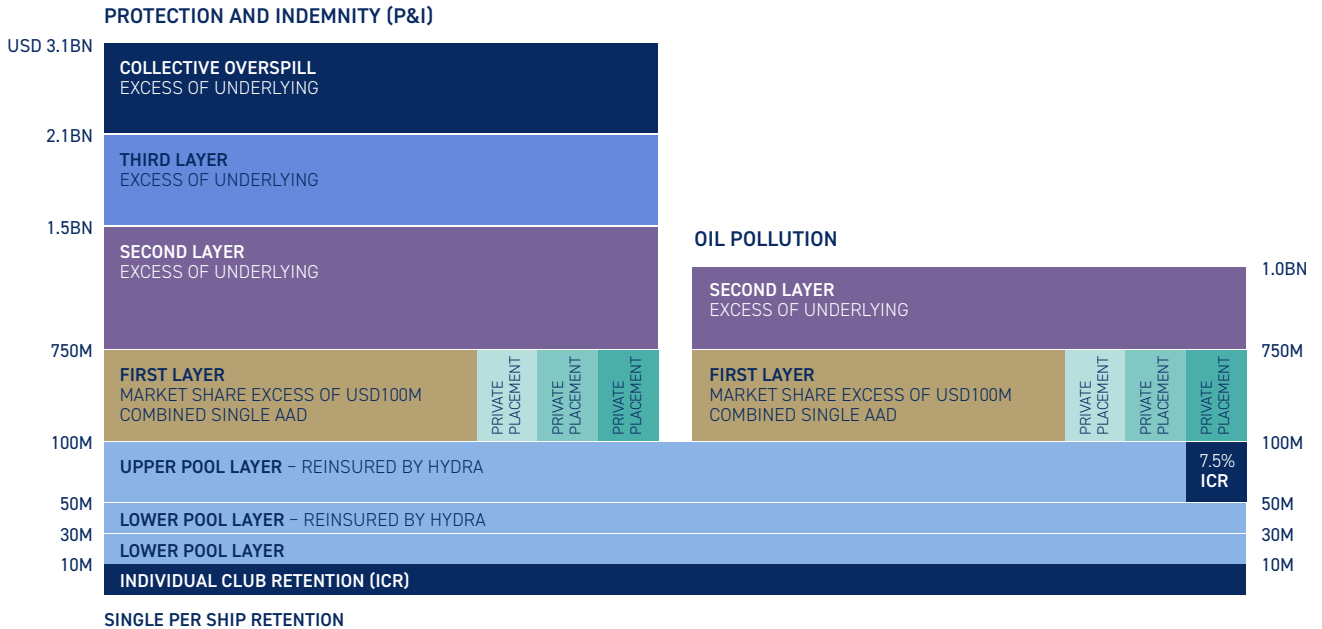 PROTECTION AND INDEMNITY (P&I)
USD 3.1BN
COLLECTIVE OVERSPILL
EXCESS OF UNDERLYING
2.1BN
THIRD LAYER
EXCESS OF UNDERLYING
1.5BN
SECOND LAYER
EXCESS OF UNDERLYING
750M
FIRST LAYER
MARKET SHARE EXCESS OF USD100M
COMBINED SINGLE AAD
PRIVATE
PLACEMENT
PRIVATE
PLACEMENT
PRIVATE
PLACEMENT
OIL POLLUTION
1.0BN
SECOND LAYER
EXCESS OF UNDERLYING
750M
FIRST LAYER
MARKET SHARE EXCESS OF USD100M
COMBINED SINGLE AAD
PRIVATE
PLACEMENT
PRIVATE
PLACEMENT
PRIVATE
PLACEMENT
100M
100M
UPPER POOL LAYER – REINSURED BY HYDRA
7.5%
ICR
50M
50M
LOWER POOL LAYER – REINSURED BY HYDRA
30M
30M
LOWER POOL LAYER
10M
10M
INDIVIDUAL CLUB RETENTION (ICR)
SINGLE PER SHIP RETENTION